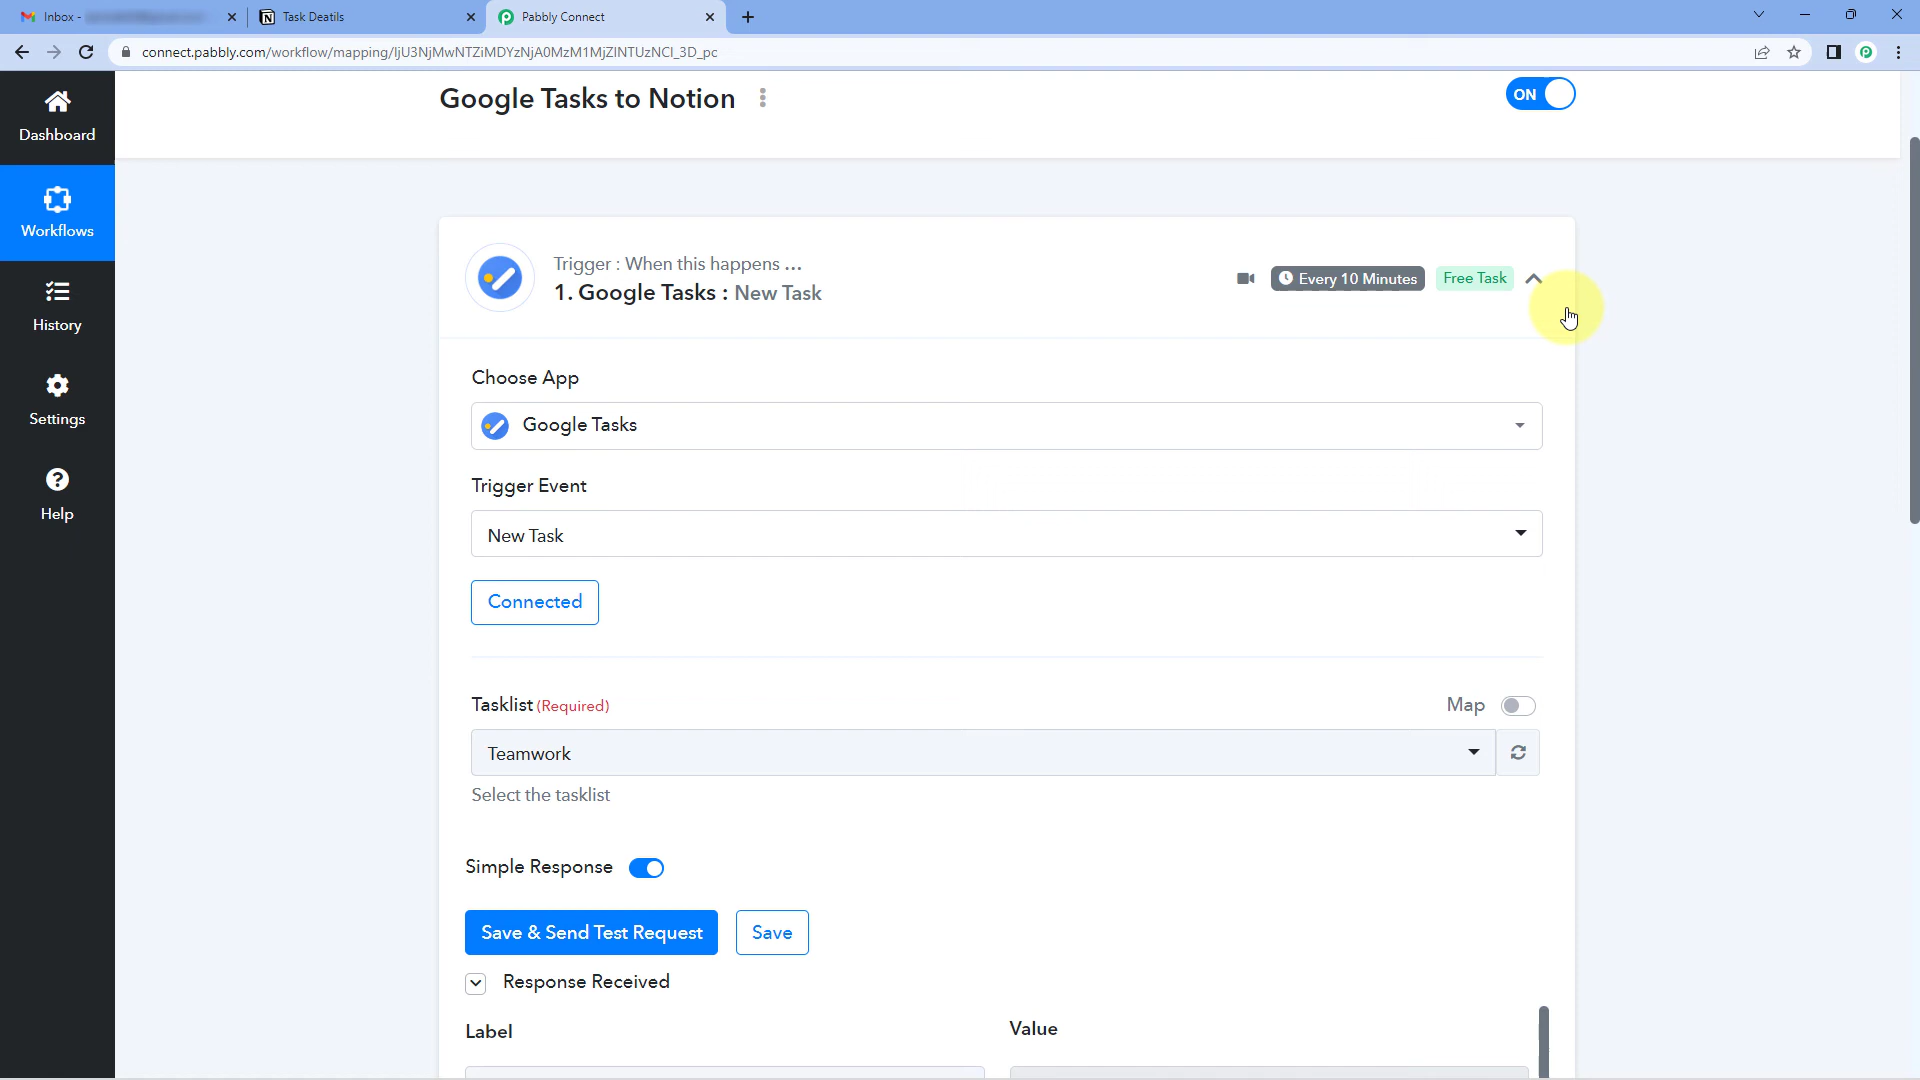 Inbox -
Task Deatils
Pabbly Connect
connect.pabbly.com/workflow/mapping/IjU3NjMwNTZiMDYzNjA0MzM1MjZlNTUzNCI_3D_pc
Google Tasks to Notion
ON
Dashboard
Workflows
History
Settings
Help
Trigger : When this happens ...
1. Google Tasks : New Task
Every 10 Minutes
Free Task
Choose App
Google Tasks
Trigger Event
New Task
Connected
Tasklist (Required)
Map
Teamwork
Select the tasklist
Simple Response
Save & Send Test Request
Save
Response Received
Label
Value